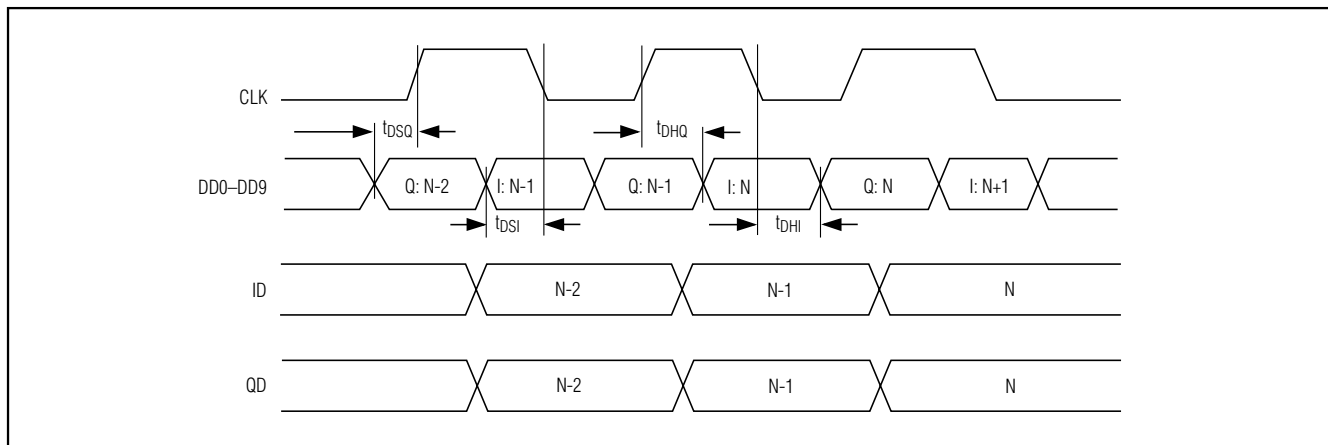 CLK
tDSQ
tDHQ
DD0–DD9
Q: N-2
I: N-1
Q: N-1
I: N
Q: N
I: N+1
tDSI
tDHI
ID
N-2
N-1
N
QD
N-2
N-1
N